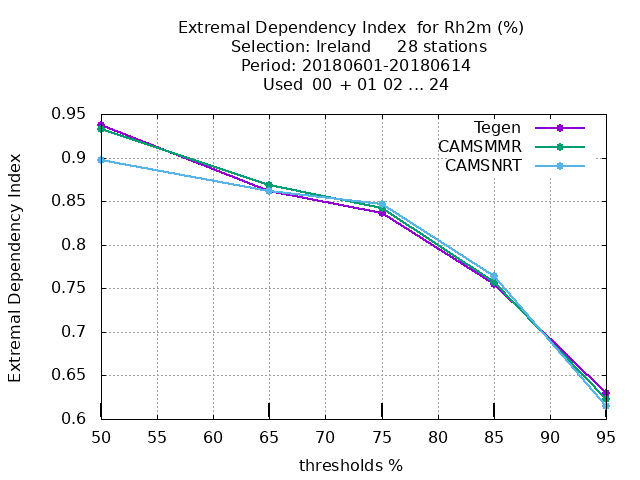 Extremal Dependency Index  for Rh2m (%)
Selection: Ireland     28 stations
Period: 20180601-20180614
Used  00 + 01 02 ... 24
Extremal Dependency Index
0.95
0.9
0.85
0.8
0.75
0.7
0.65
0.6
Tegen
CAMSMMR
CAMSNRT
50 55 60 65 70 75 80 85 90 95
thresholds %